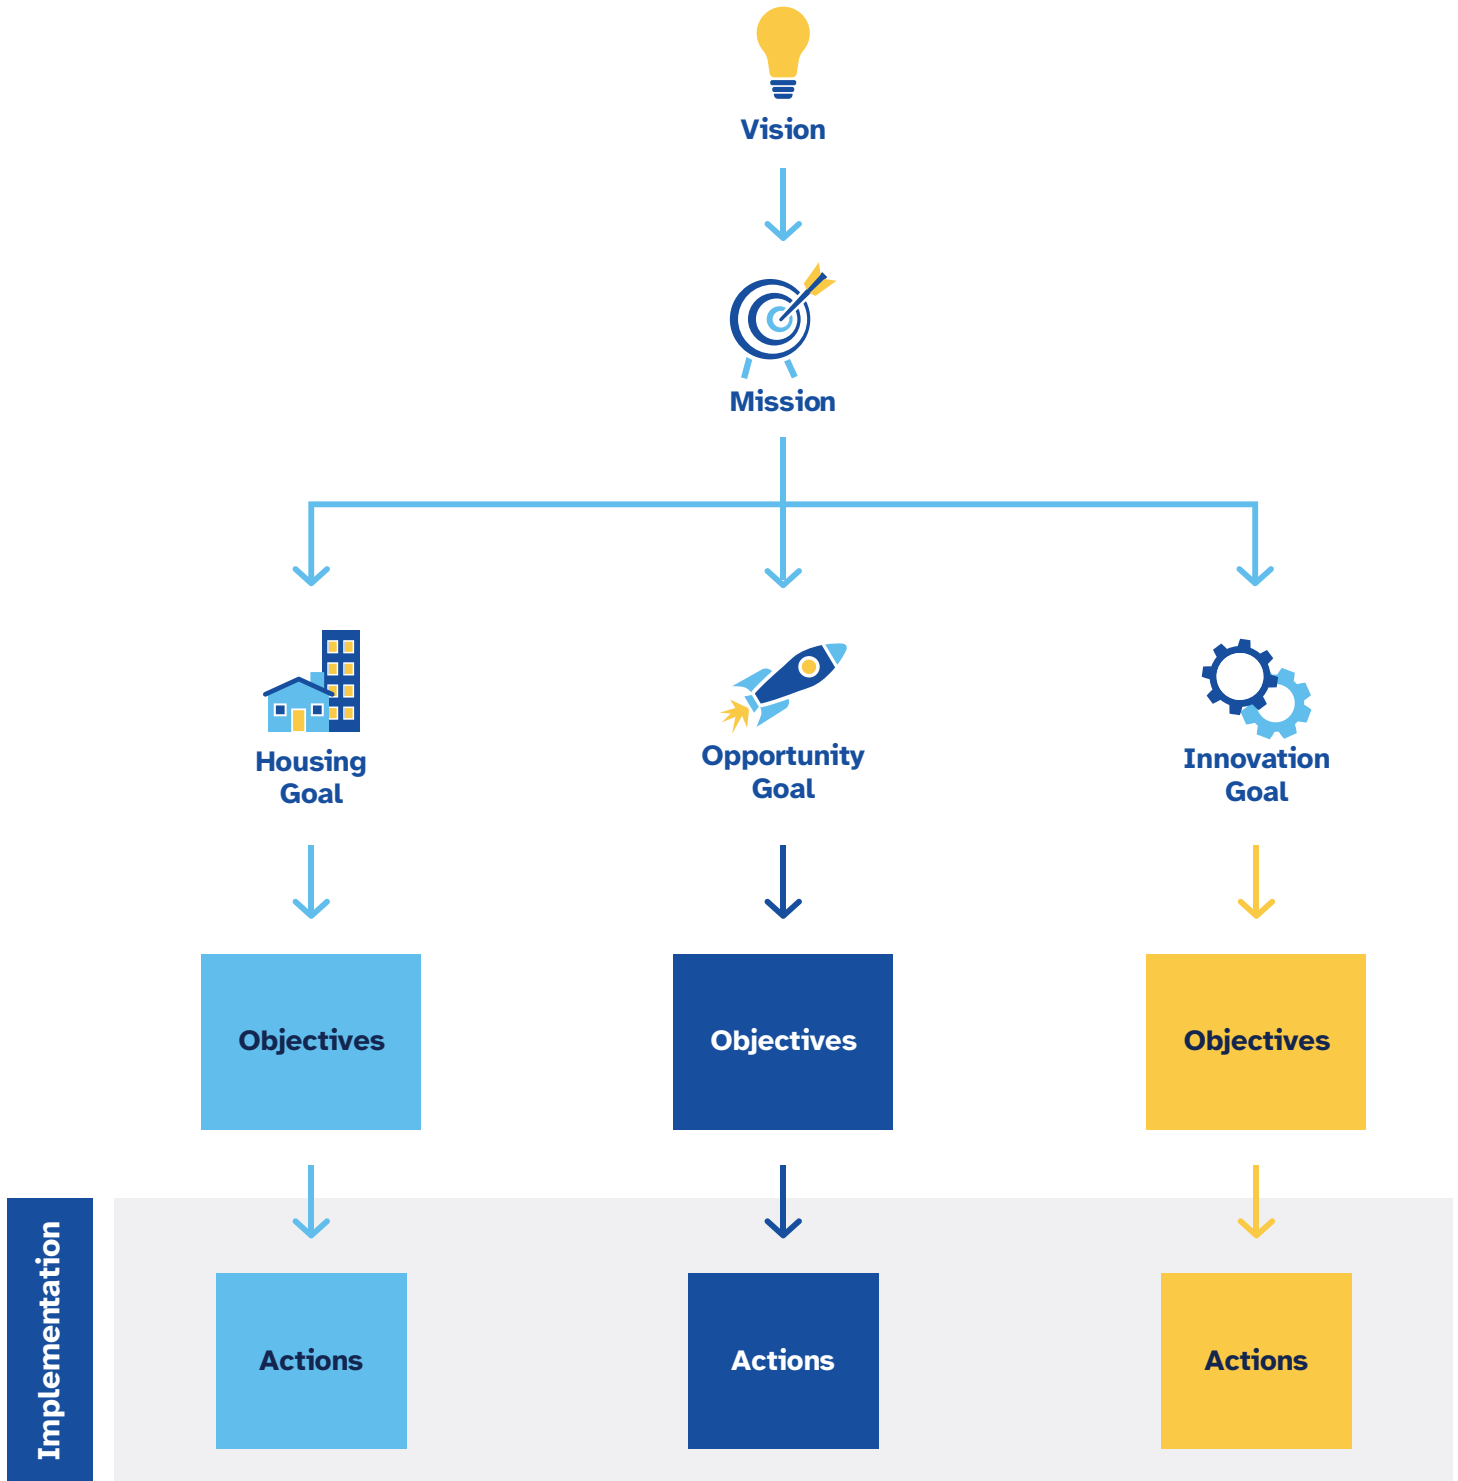 Vision
Mission
Housing
Goal
Opportunity
Goal
Innovation
Goal
Objectives
Objectives
Objectives
Implementation
Actions
Actions
Actions